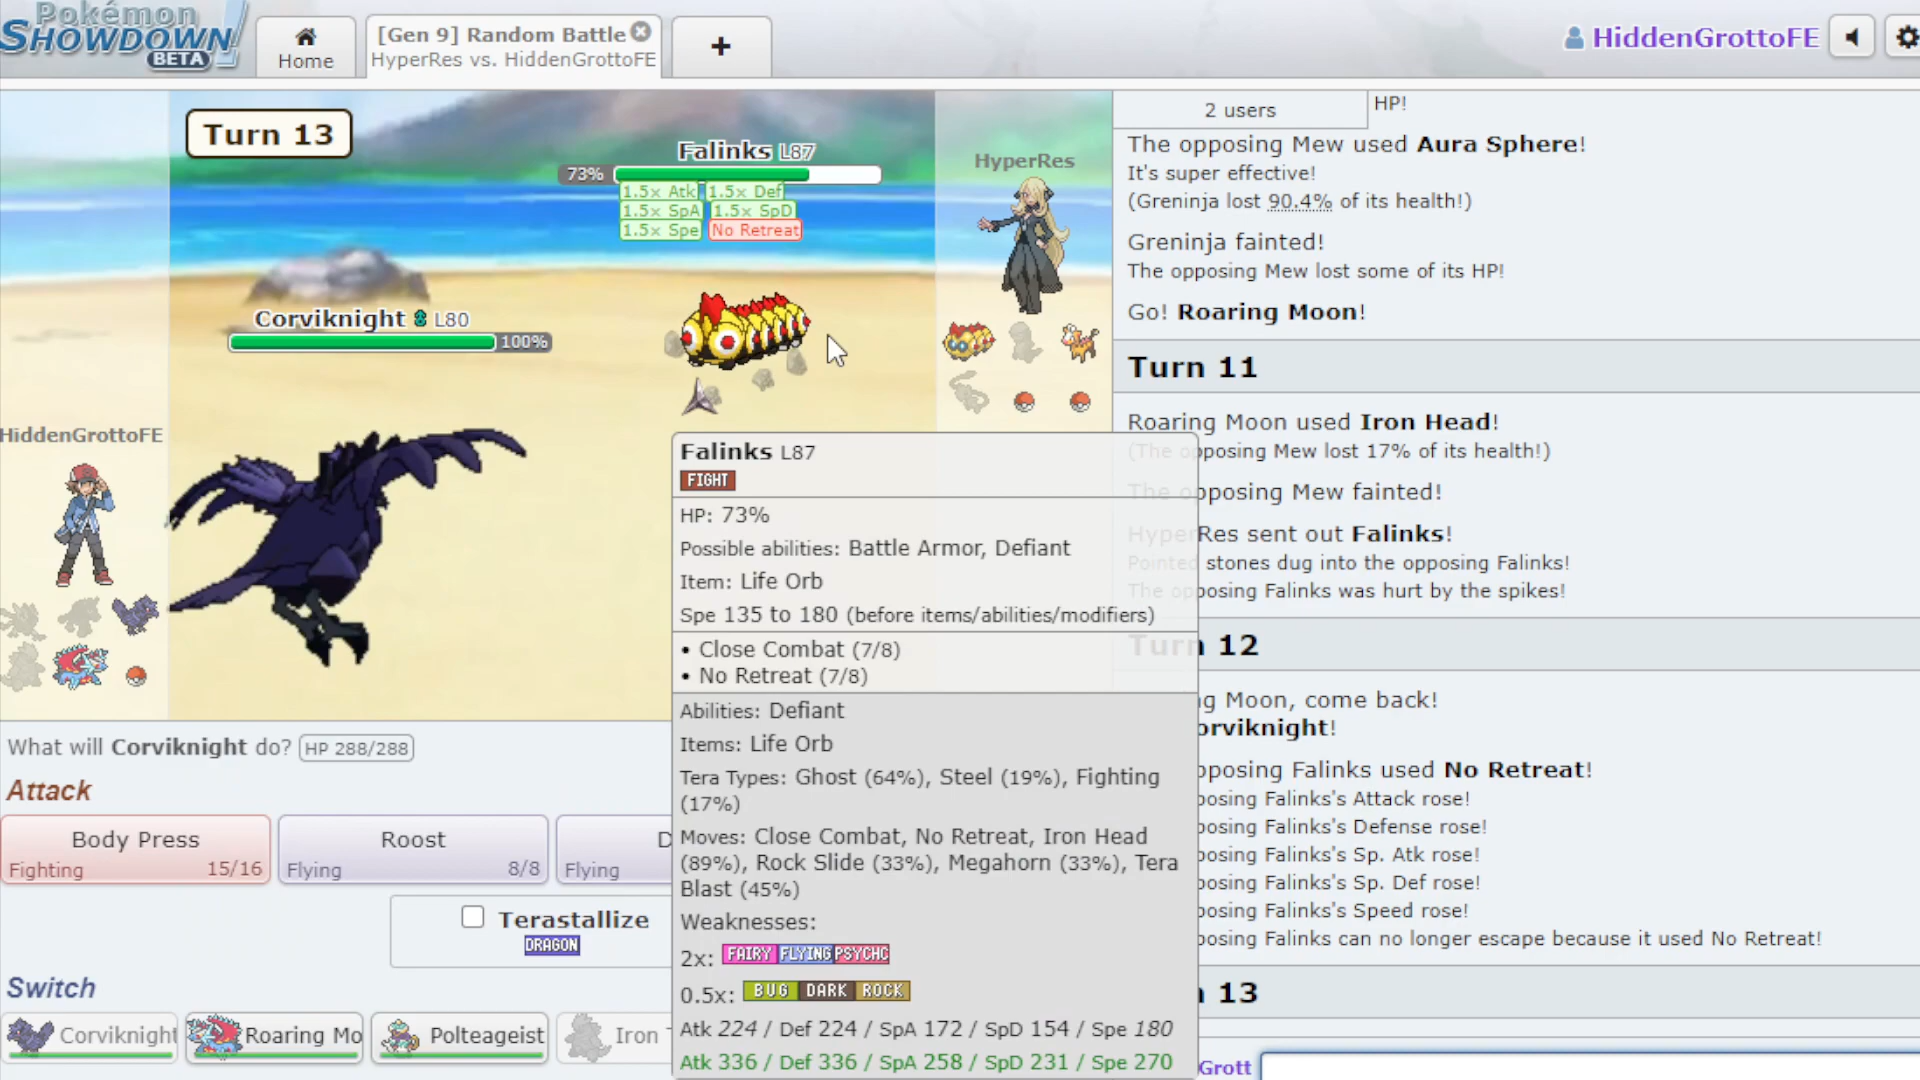 Pokémon
SHOWDOWN
BETA
Home
[Gen 9] Random Battle
HyperRes vs. HiddenGrottoFE
+
HiddenGrottoFE
Turn 13
Falinks L87
73%
1.5× Atk 1.5× Def
1.5× SpA 1.5× SpD
1.5× Spe No Retreat
HyperRes
Corviknight L80
100%
HiddenGrottoFE
2 users
HP!
The opposing Mew used Aura Sphere!
It's super effective!
(Greninja lost 90.4% of its health!)
Greninja fainted!
The opposing Mew lost some of its HP!
Go! Roaring Moon!
Turn 11
Roaring Moon used Iron Head!
(The opposing Mew lost 17% of its health!)
The opposing Mew fainted!
HyperRes sent out Falinks!
Pointed stones dug into the opposing Falinks!
The opposing Falinks was hurt by the spikes!
Turn 12
ng Moon, come back!
orviknight!
pposing Falinks used No Retreat!
posing Falinks's Attack rose!
posing Falinks's Defense rose!
posing Falinks's Sp. Atk rose!
posing Falinks's Sp. Def rose!
posing Falinks's Speed rose!
posing Falinks can no longer escape because it used No Retreat!
13
Grott
Falinks L87
FIGHT
HP: 73%
Possible abilities: Battle Armor, Defiant
Item: Life Orb
Spe 135 to 180 (before items/abilities/modifiers)
• Close Combat (7/8)
• No Retreat (7/8)
Abilities: Defiant
Items: Life Orb
Tera Types: Ghost (64%), Steel (19%), Fighting
(17%)
Moves: Close Combat, No Retreat, Iron Head
(89%), Rock Slide (33%), Megahorn (33%), Tera
Blast (45%)
Weaknesses:
2x: FAIRY FLYING PSYCHC
0.5x: BUG DARK ROCK
Atk 224 / Def 224 / SpA 172 / SpD 154 / Spe 180
Atk 336 / Def 336 / SpA 258 / SpD 231 / Spe 270
What will Corviknight do? HP 288/288
Attack
Body Press
Fighting 15/16
Roost
Flying 8/8
D
Flying
Terastallize
DRAGON
Switch
Corviknight
Roaring Mo
Polteageist
Iron T